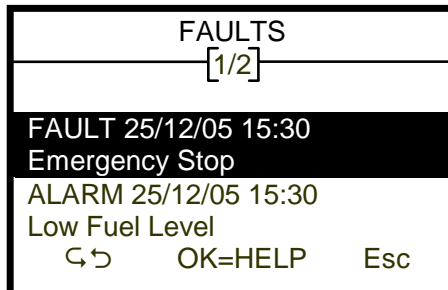 FAULTS
[1/2]
FAULT 25/12/05 15:30
Emergency Stop
ALARM 25/12/05 15:30
Low Fuel Level
⮎⮌ OK=HELP Esc